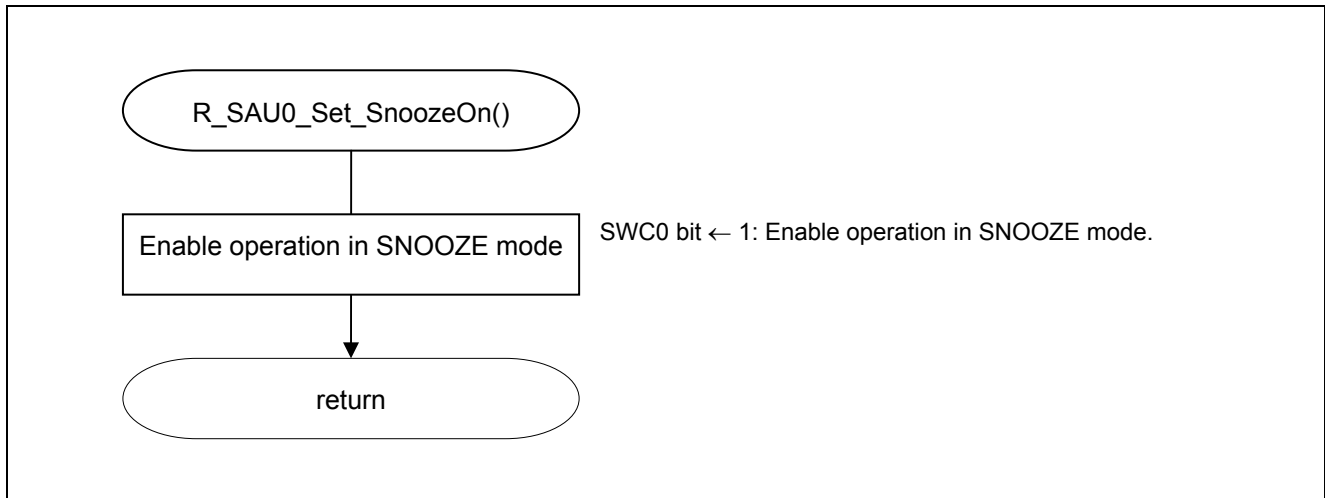 R_SAU0_Set_SnoozeOn()
Enable operation in SNOOZE mode
SWC0 bit ← 1: Enable operation in SNOOZE mode.
return